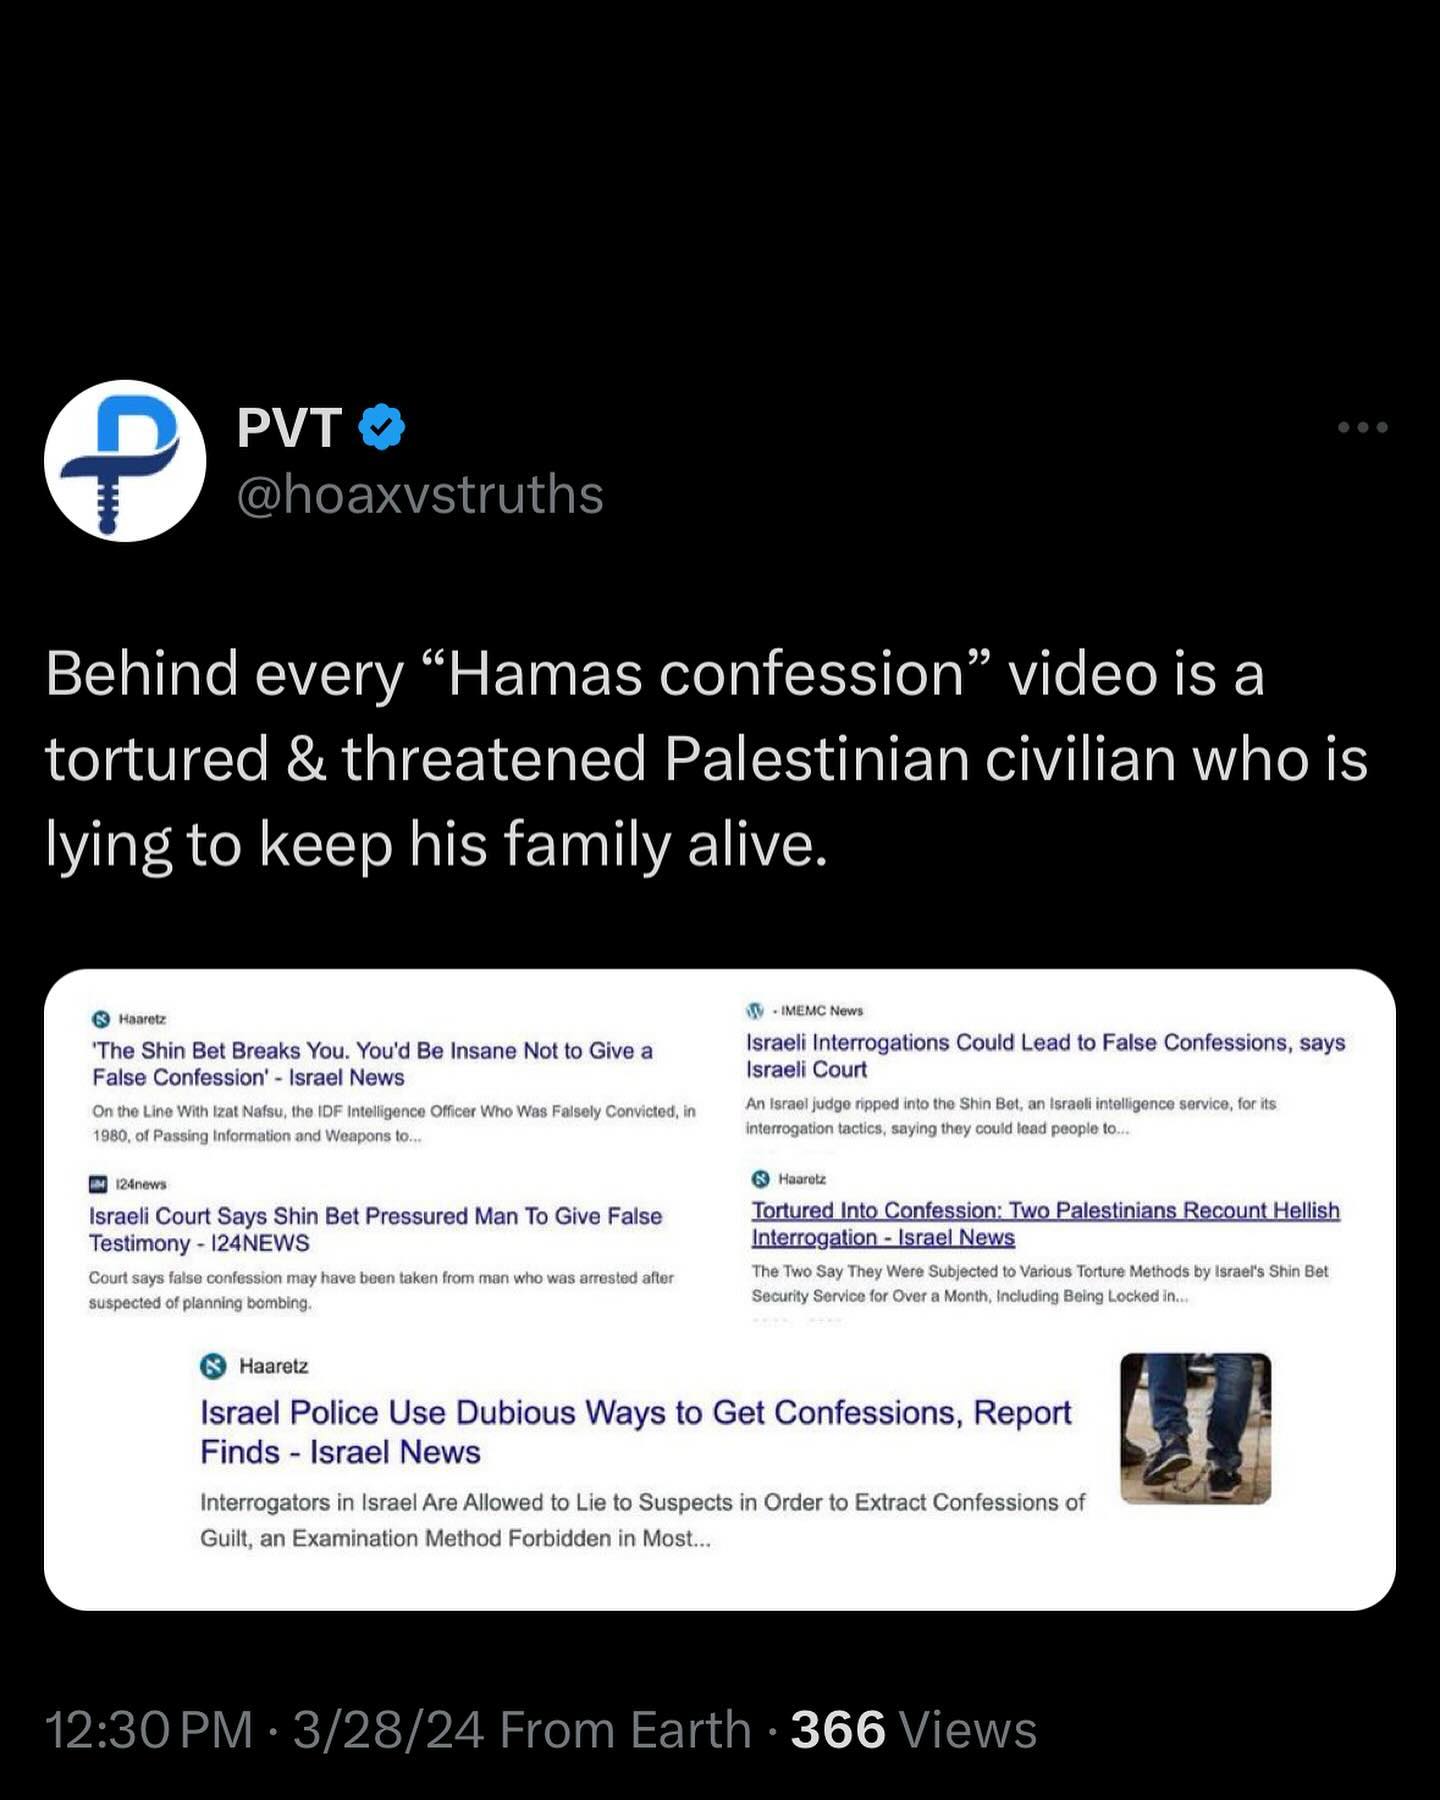 PVT
@hoaxvstruths
Behind every “Hamas confession” video is a
tortured & threatened Palestinian civilian who is
lying to keep his family alive.
Haaretz
'The Shin Bet Breaks You. You'd Be Insane Not to Give a
False Confession' - Israel News
On the Line With Izat Nafsu, the IDF Intelligence Officer Who Was Falsely Convicted, in
1980, of Passing Information and Weapons to...
- IMEMC News
Israeli Interrogations Could Lead to False Confessions, says
Israeli Court
An Israel judge ripped into the Shin Bet, an Israeli intelligence service, for its
interrogation tactics, saying they could lead people to...
I24news
Israeli Court Says Shin Bet Pressured Man To Give False
Testimony - I24NEWS
Court says false confession may have been taken from man who was arrested after
suspected of planning bombing.
Haaretz
Tortured Into Confession: Two Palestinians Recount Hellish
Interrogation - Israel News
The Two Say They Were Subjected to Various Torture Methods by Israel's Shin Bet
Security Service for Over a Month, Including Being Locked in...
Haaretz
Israel Police Use Dubious Ways to Get Confessions, Report
Finds - Israel News
Interrogators in Israel Are Allowed to Lie to Suspects in Order to Extract Confessions of
Guilt, an Examination Method Forbidden in Most...
12:30 PM · 3/28/24 From Earth · 366 Views